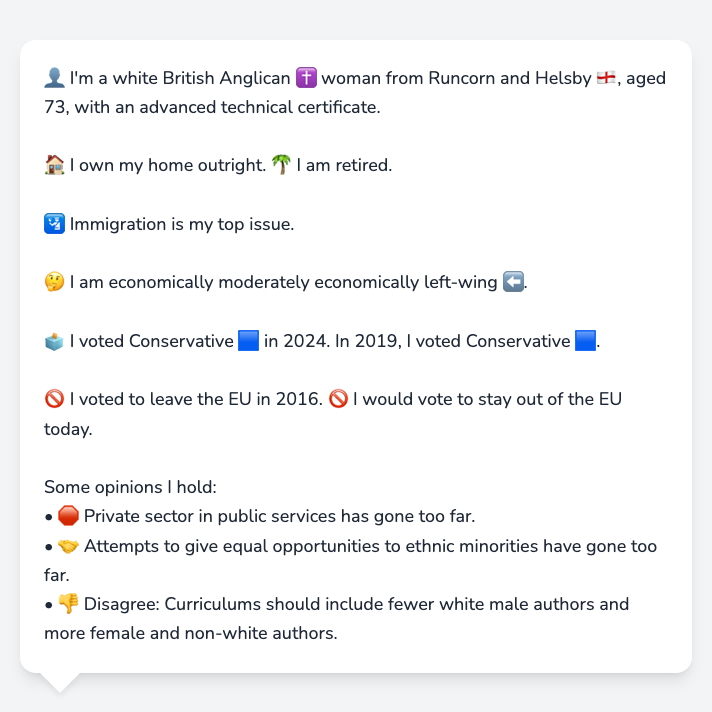 👤 I'm a white British Anglican ✝️ woman from Runcorn and Helsby 🏴󠁧󠁢󠁥󠁮󠁧󠁿, aged
73, with an advanced technical certificate.
🏠 I own my home outright. 🌴 I am retired.
🛂 Immigration is my top issue.
🤔 I am economically moderately economically left-wing ⬅️.
🗳️ I voted Conservative 🟦 in 2024. In 2019, I voted Conservative 🟦.
🚫 I voted to leave the EU in 2016. 🚫 I would vote to stay out of the EU
today.
Some opinions I hold:
• 🛑 Private sector in public services has gone too far.
• 🤝 Attempts to give equal opportunities to ethnic minorities have gone too
far.
• 👎 Disagree: Curriculums should include fewer white male authors and
more female and non-white authors.